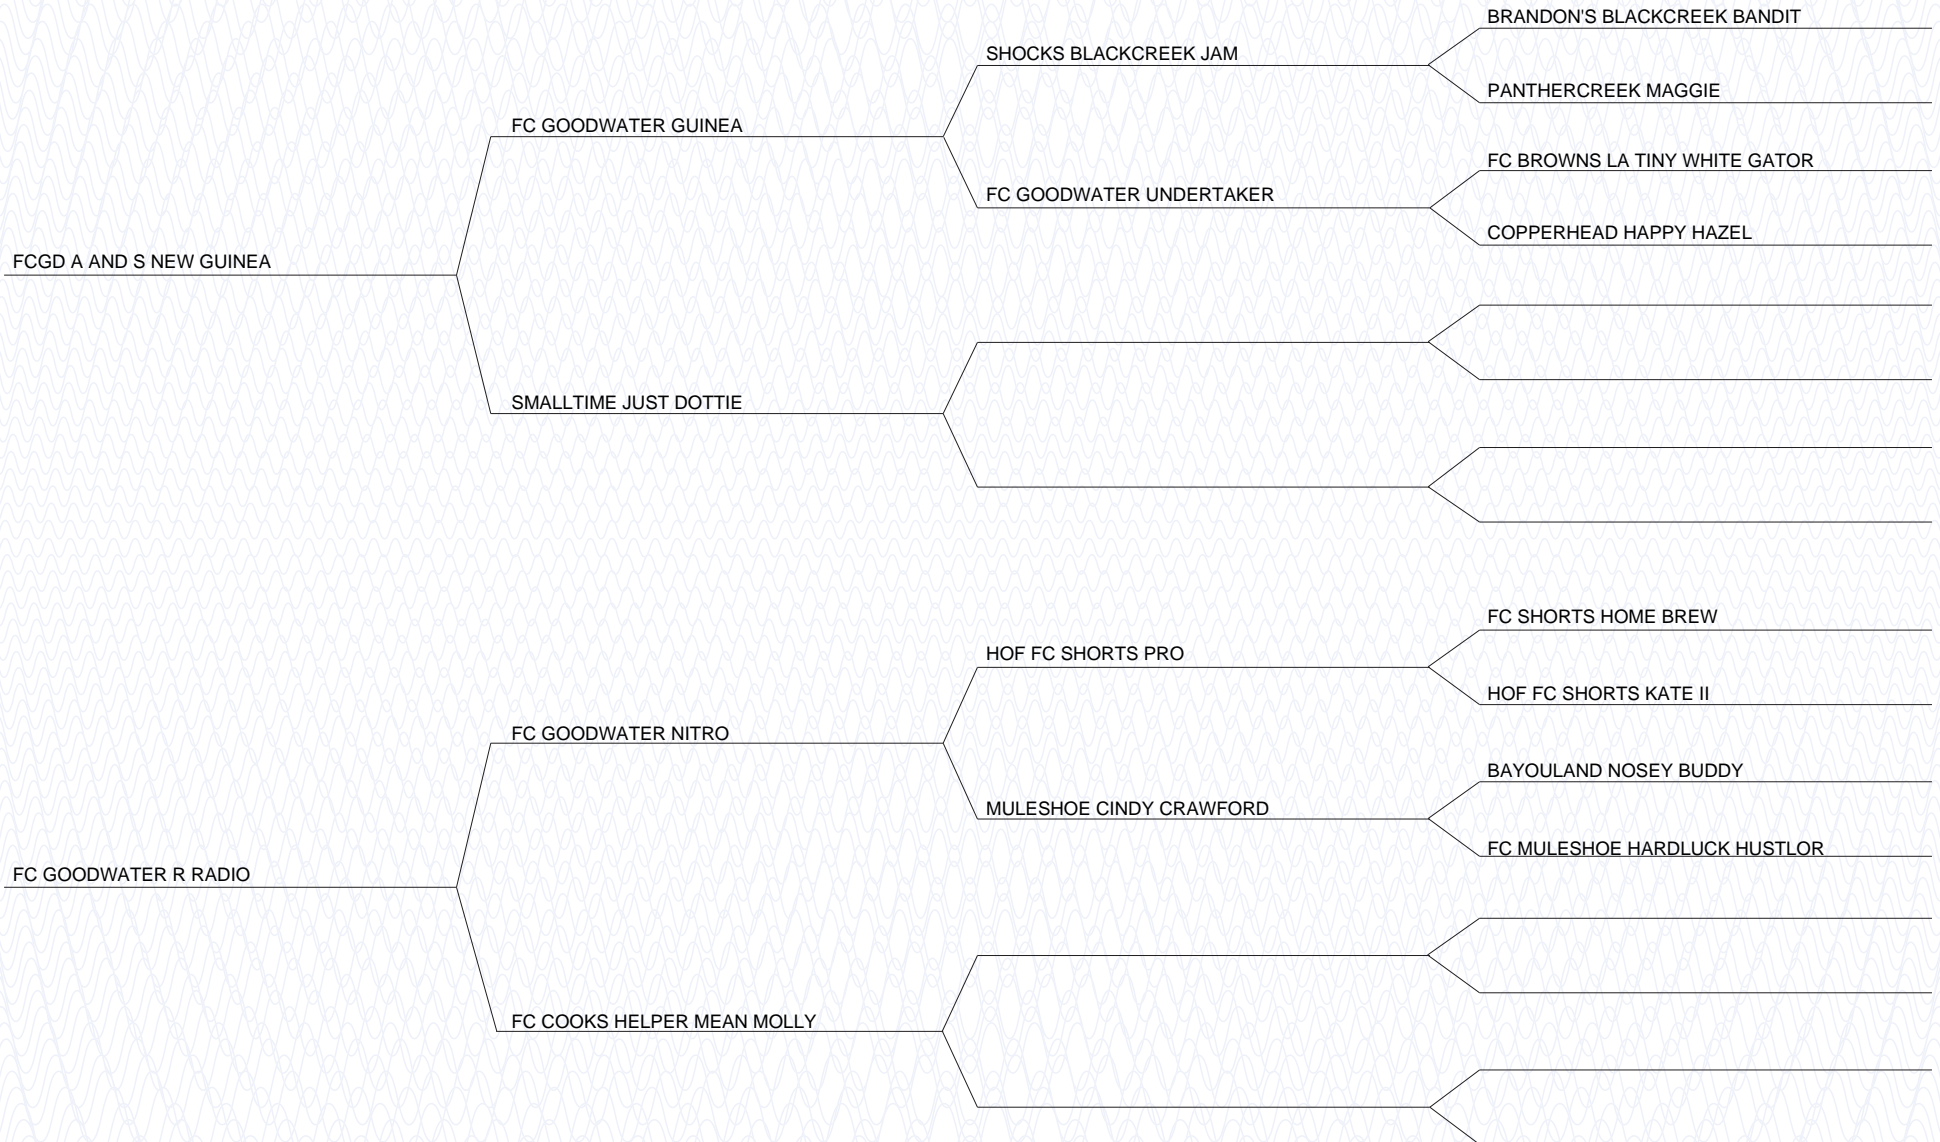 BRANDON'S BLACKCREEK BANDIT
SHOCKS BLACKCREEK JAM
PANTHERCREEK MAGGIE
FC GOODWATER GUINEA
FC BROWNS LA TINY WHITE GATOR
FC GOODWATER UNDERTAKER
COPPERHEAD HAPPY HAZEL
FCGD A AND S NEW GUINEA
SMALLTIME JUST DOTTIE
FC SHORTS HOME BREW
HOF FC SHORTS PRO
HOF FC SHORTS KATE II
FC GOODWATER NITRO
BAYOULAND NOSEY BUDDY
MULESHOE CINDY CRAWFORD
FC MULESHOE HARDLUCK HUSTLOR
FC GOODWATER R RADIO
FC COOKS HELPER MEAN MOLLY